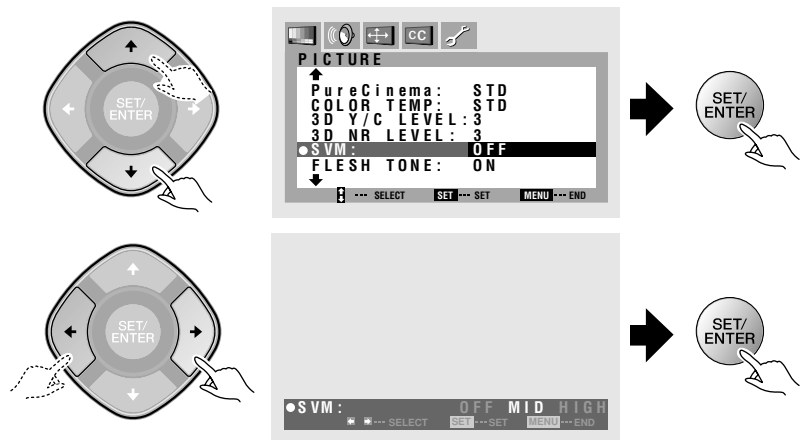 SET/
ENTER
CC
PICTURE
PureCinema: STD
COLOR TEMP: STD
3D Y/C LEVEL: 3
3D NR LEVEL: 3
●SVM: OFF
FLESH TONE: ON
--- SELECT SET --- SET MENU --- END
SET/
ENTER
SET/
ENTER
●SVM: OFF MID HIGH
--- SELECT SET --- SET MENU --- END
SET/
ENTER